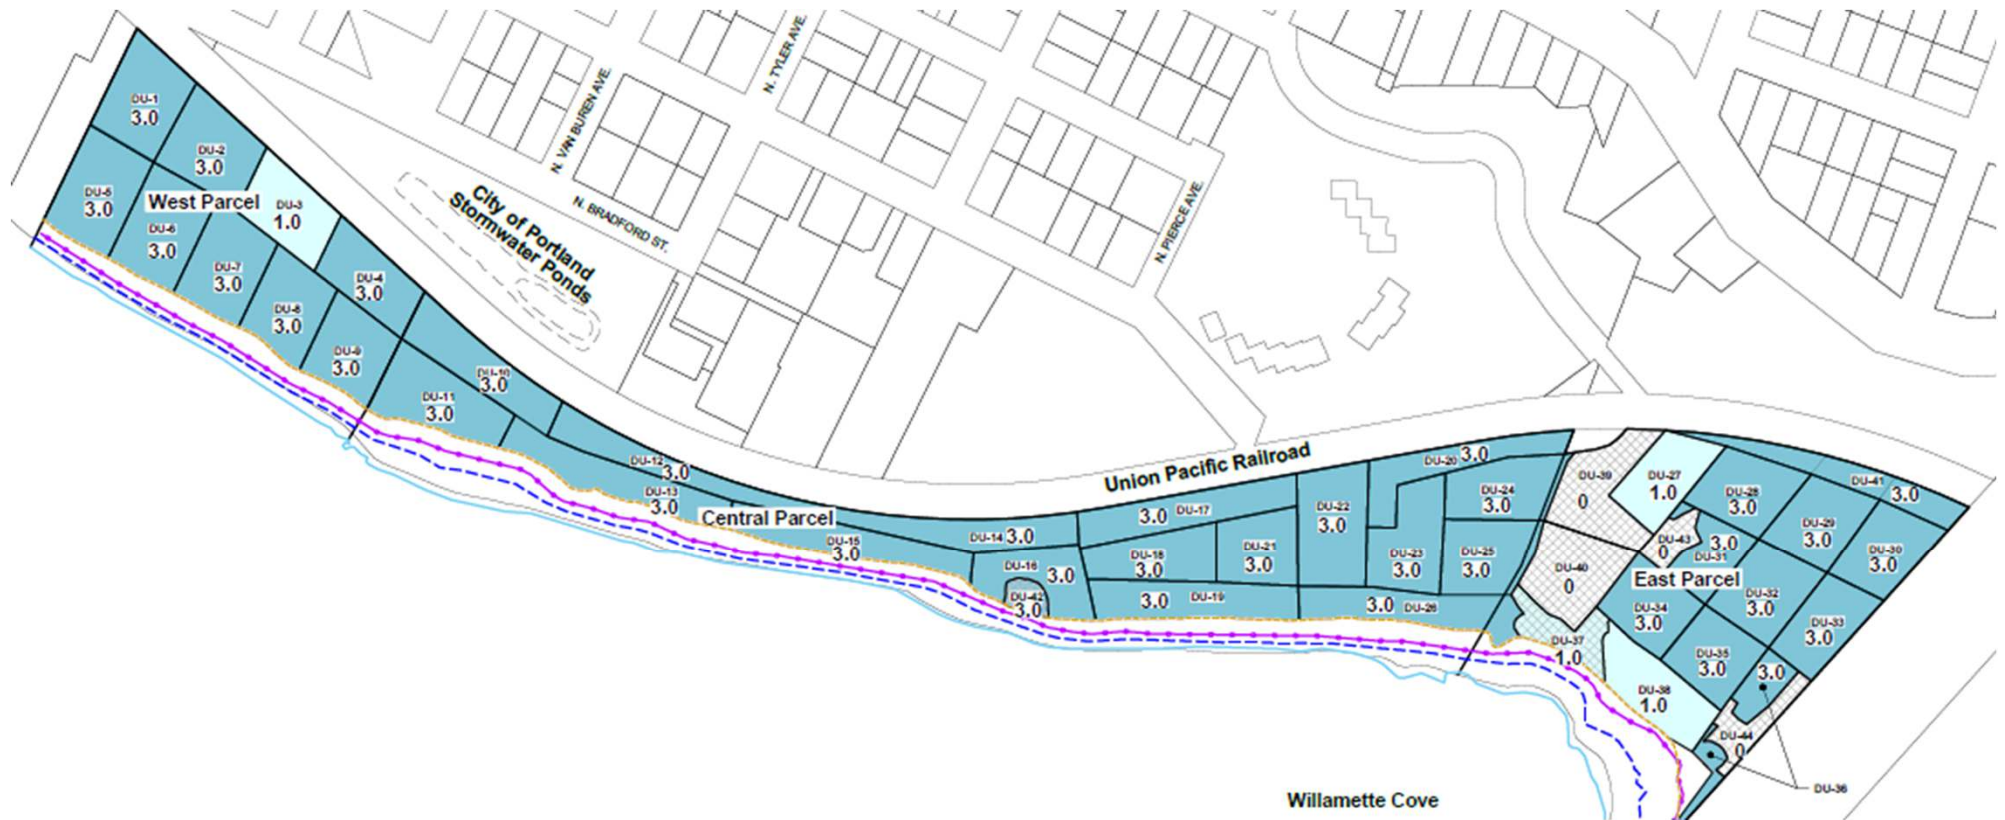 N. TYLER AVE.
N. VAN BUREN AVE.
DU-1
3.0
DU-2
3.0
DU-3
1.0
DU-5
3.0
West Parcel
DU-6
3.0
DU-7
3.0
DU-4
3.0
DU-8
3.0
DU-9
3.0
City of Portland
Stormwater Ponds
N. BRADFORD ST.
N. PIERCE AVE.
DU-10
3.0
DU-11
3.0
DU-12
3.0
DU-13
3.0
Central Parcel
DU-15
3.0
Union Pacific Railroad
DU-14 3.0
DU-16
3.0
DU-42
3.0
3.0 DU-17
DU-18
3.0
3.0 DU-19
DU-20 3.0
DU-21
3.0
DU-22
3.0
DU-23
3.0
DU-24
3.0
DU-25
3.0
3.0 DU-26
DU-39
0
DU-27
1.0
DU-28
3.0
DU-41
3.0
DU-29
3.0
DU-30
3.0
DU-43
0
3.0
DU-31
DU-40
0
East Parcel
DU-32
3.0
DU-34
3.0
DU-33
3.0
DU-37
1.0
DU-35
3.0
3.0
DU-38
1.0
DU-44
0
DU-36
Willamette Cove